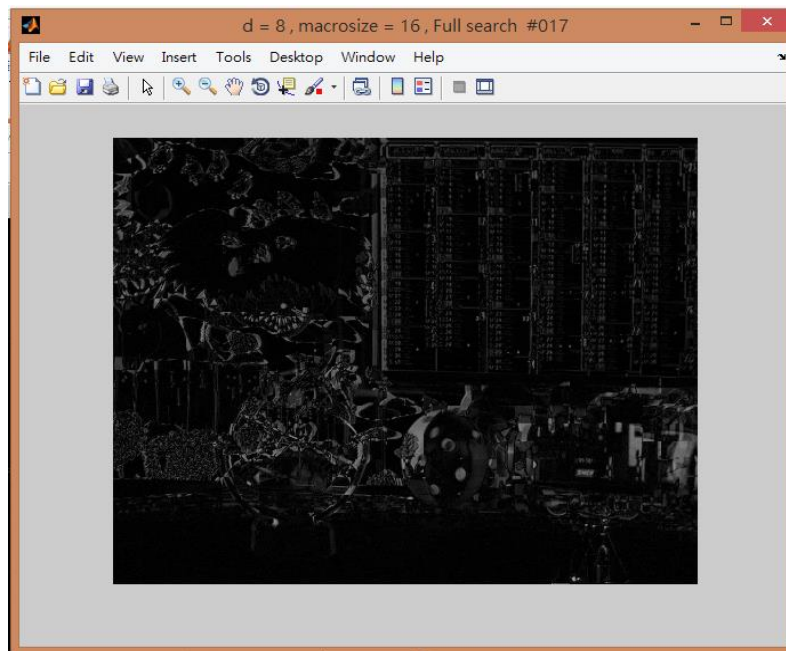 d = 8 , macrosize = 16 , Full search #017
File Edit View Insert Tools Desktop Window Help